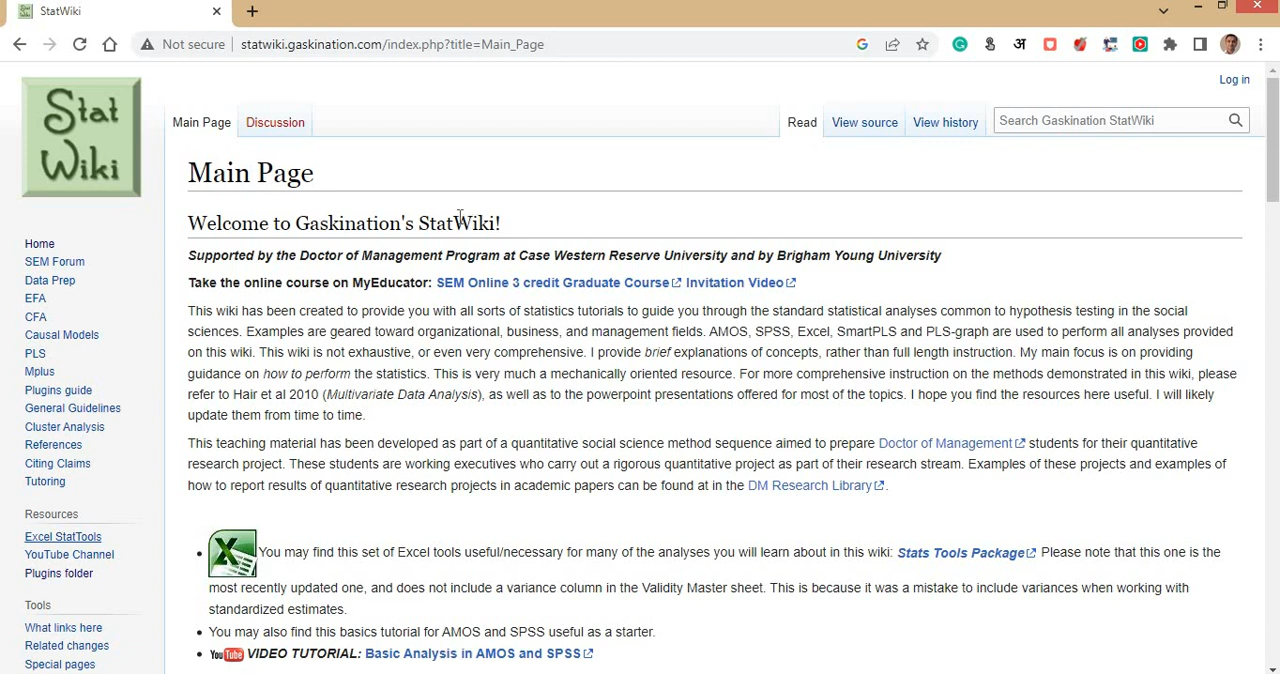 StatWiki
Not secure
statwiki.gaskination.com/index.php?title=Main_Page
अ
Log in
Stat
Wiki
Main Page
Discussion
Read
View source
View history
Search Gaskination StatWiki
Main Page
Welcome to Gaskination's StatWiki!
Supported by the Doctor of Management Program at Case Western Reserve University and by Brigham Young University
Take the online course on MyEducator: SEM Online 3 credit Graduate Course Invitation Video
This wiki has been created to provide you with all sorts of statistics tutorials to guide you through the standard statistical analyses common to hypothesis testing in the social
sciences. Examples are geared toward organizational, business, and management fields. AMOS, SPSS, Excel, SmartPLS and PLS-graph are used to perform all analyses provided
on this wiki. This wiki is not exhaustive, or even very comprehensive. I provide brief explanations of concepts, rather than full length instruction. My main focus is on providing
guidance on how to perform the statistics. This is very much a mechanically oriented resource. For more comprehensive instruction on the methods demonstrated in this wiki, please
refer to Hair et al 2010 (Multivariate Data Analysis), as well as to the powerpoint presentations offered for most of the topics. I hope you find the resources here useful. I will likely
update them from time to time.
This teaching material has been developed as part of a quantitative social science method sequence aimed to prepare Doctor of Management students for their quantitative
research project. These students are working executives who carry out a rigorous quantitative project as part of their research stream. Examples of these projects and examples of
how to report results of quantitative research projects in academic papers can be found at in the DM Research Library.
You may find this set of Excel tools useful/necessary for many of the analyses you will learn about in this wiki: Stats Tools Package Please note that this one is the
most recently updated one, and does not include a variance column in the Validity Master sheet. This is because it was a mistake to include variances when working with
standardized estimates.
You may also find this basics tutorial for AMOS and SPSS useful as a starter.
YouTube VIDEO TUTORIAL: Basic Analysis in AMOS and SPSS
Home
SEM Forum
Data Prep
EFA
CFA
Causal Models
PLS
Mplus
Plugins guide
General Guidelines
Cluster Analysis
References
Citing Claims
Tutoring
Resources
Excel StatTools
YouTube Channel
Plugins folder
Tools
What links here
Related changes
Special pages